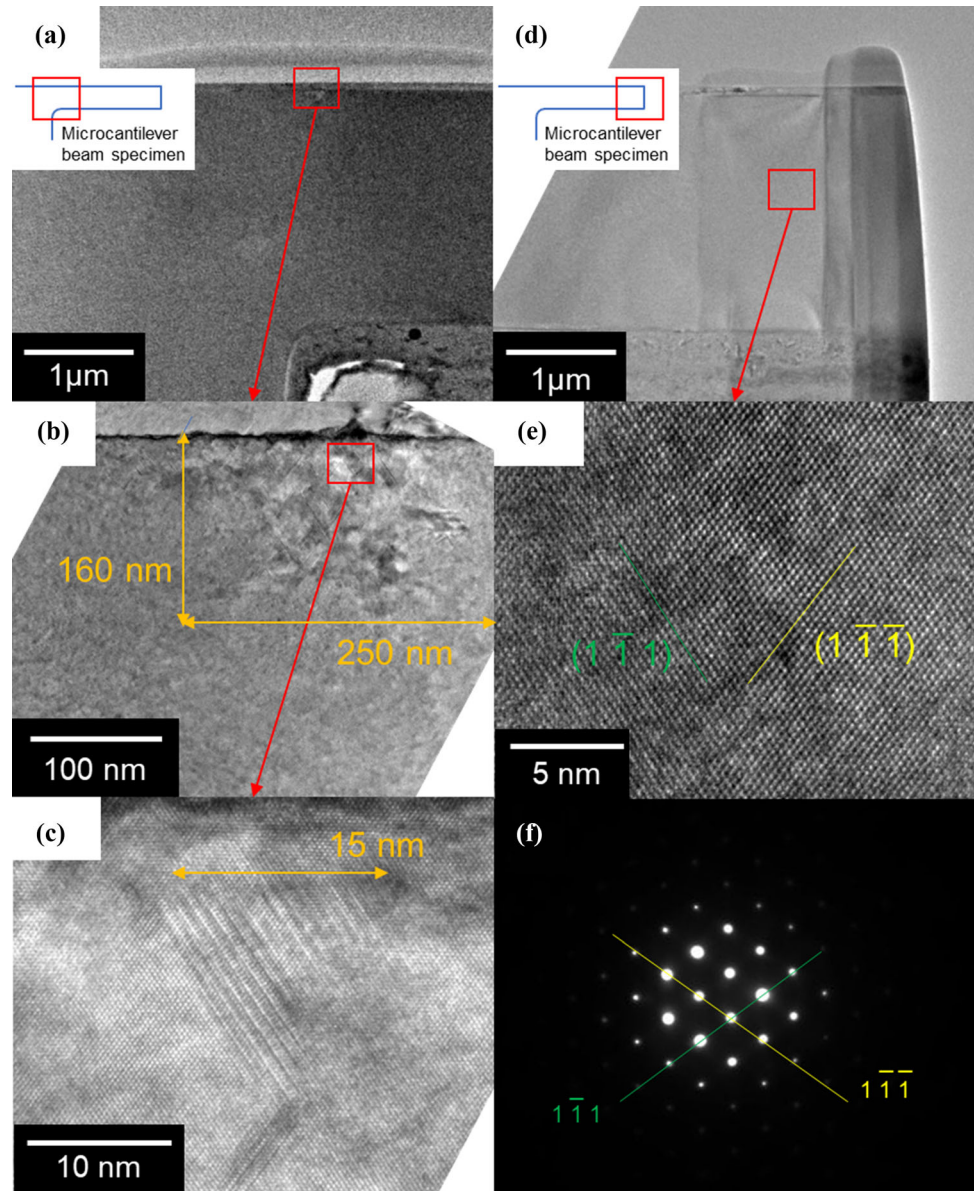 (a)
Microcantilever
beam specimen
1μm
(b)
160 nm
250 nm
100 nm
(c)
15 nm
10 nm
(d)
Microcantilever
beam specimen
1μm
(e)
(1 1̅ 1)
(1 1̅ 1̅)
5 nm
(f)
1 1̅ 1
1 1̅ 1̅